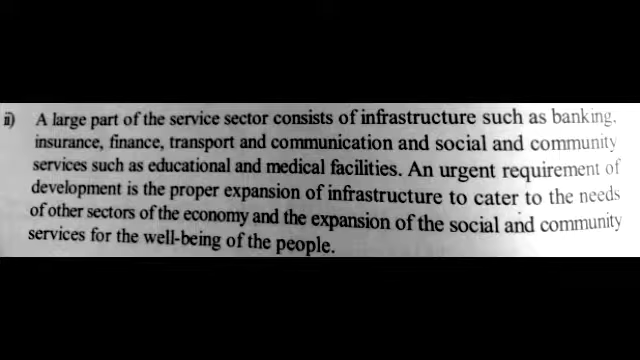 ii) A large part of the service sector consists of infrastructure such as banking,
insurance, finance, transport and communication and social and community
services such as educational and medical facilities. An urgent requirement of
development is the proper expansion of infrastructure to cater to the needs
of other sectors of the economy and the expansion of the social and community
services for the well-being of the people.